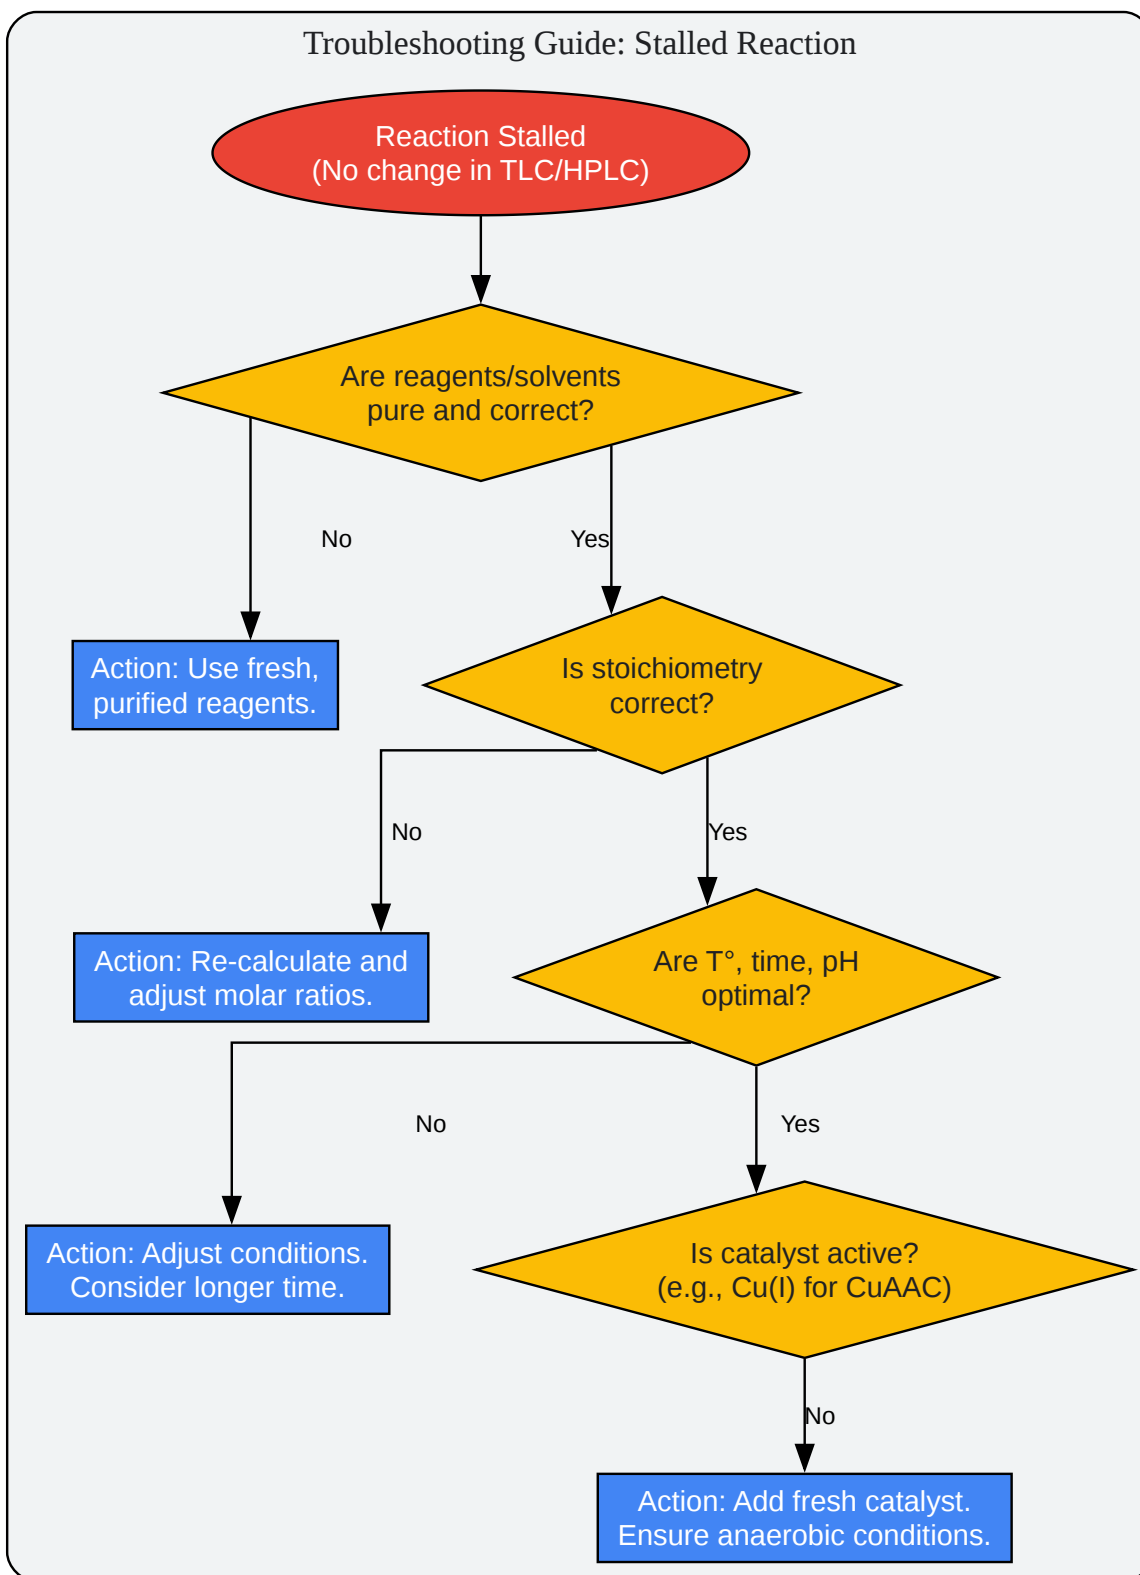 Troubleshooting Guide: Stalled Reaction
Reaction Stalled
(No change in TLC/HPLC)
Are reagents/solvents
pure and correct?
No
Yes
Action: Use fresh,
purified reagents.
Is stoichiometry
correct?
No
Yes
Action: Re-calculate and
adjust molar ratios.
Are T°, time, pH
optimal?
No
Yes
Action: Adjust conditions.
Consider longer time.
Is catalyst active?
(e.g., Cu(I) for CuAAC)
No
Action: Add fresh catalyst.
Ensure anaerobic conditions.